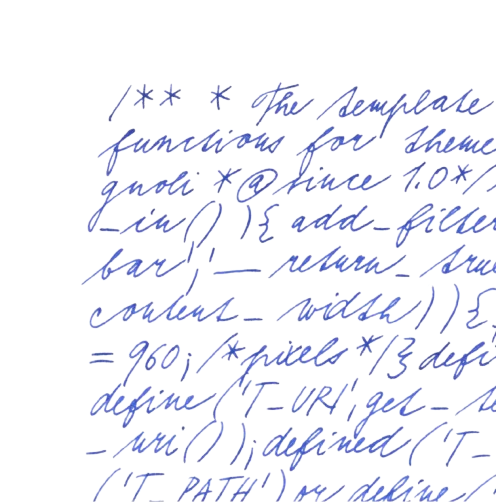 /** * The template
functions for theme
gnoli *@since 1.0*/
_in() ){ add_filter
bar','__return_true
content_width)){
=960;/*pixels*/}defi
define('T_URI',get_te
_uri());defined('T_
('T_PATH')or define('